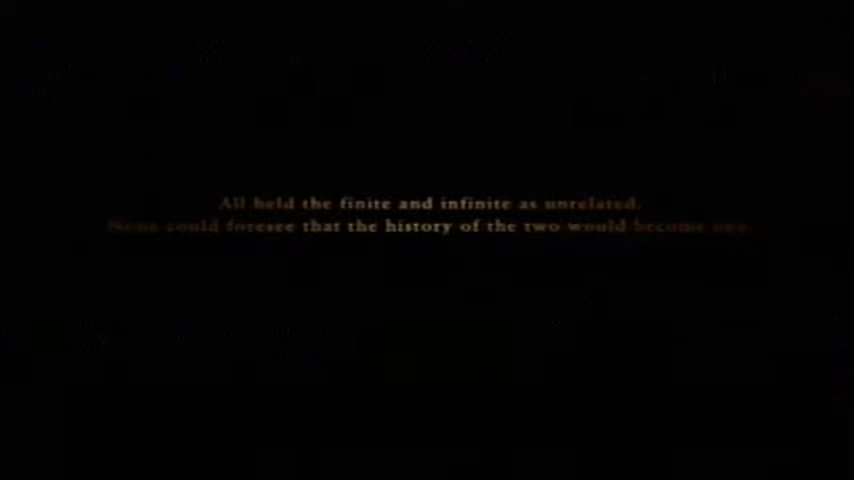 All held the finite and infinite as unrelated.
None could foresee that the history of the two would become one.